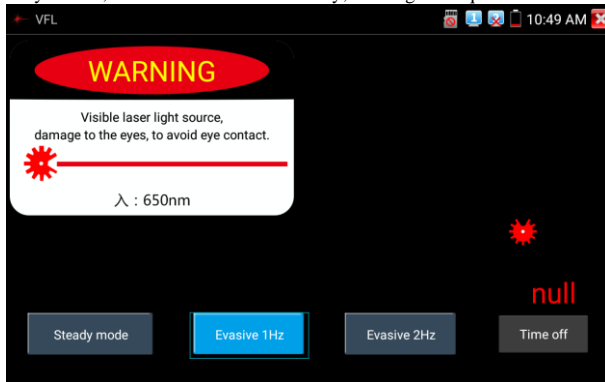 VFL
10:49 AM
WARNING
Visible laser light source,
damage to the eyes, to avoid eye contact.
入 : 650nm
null
Steady mode
Evasive 1Hz
Evasive 2Hz
Time off